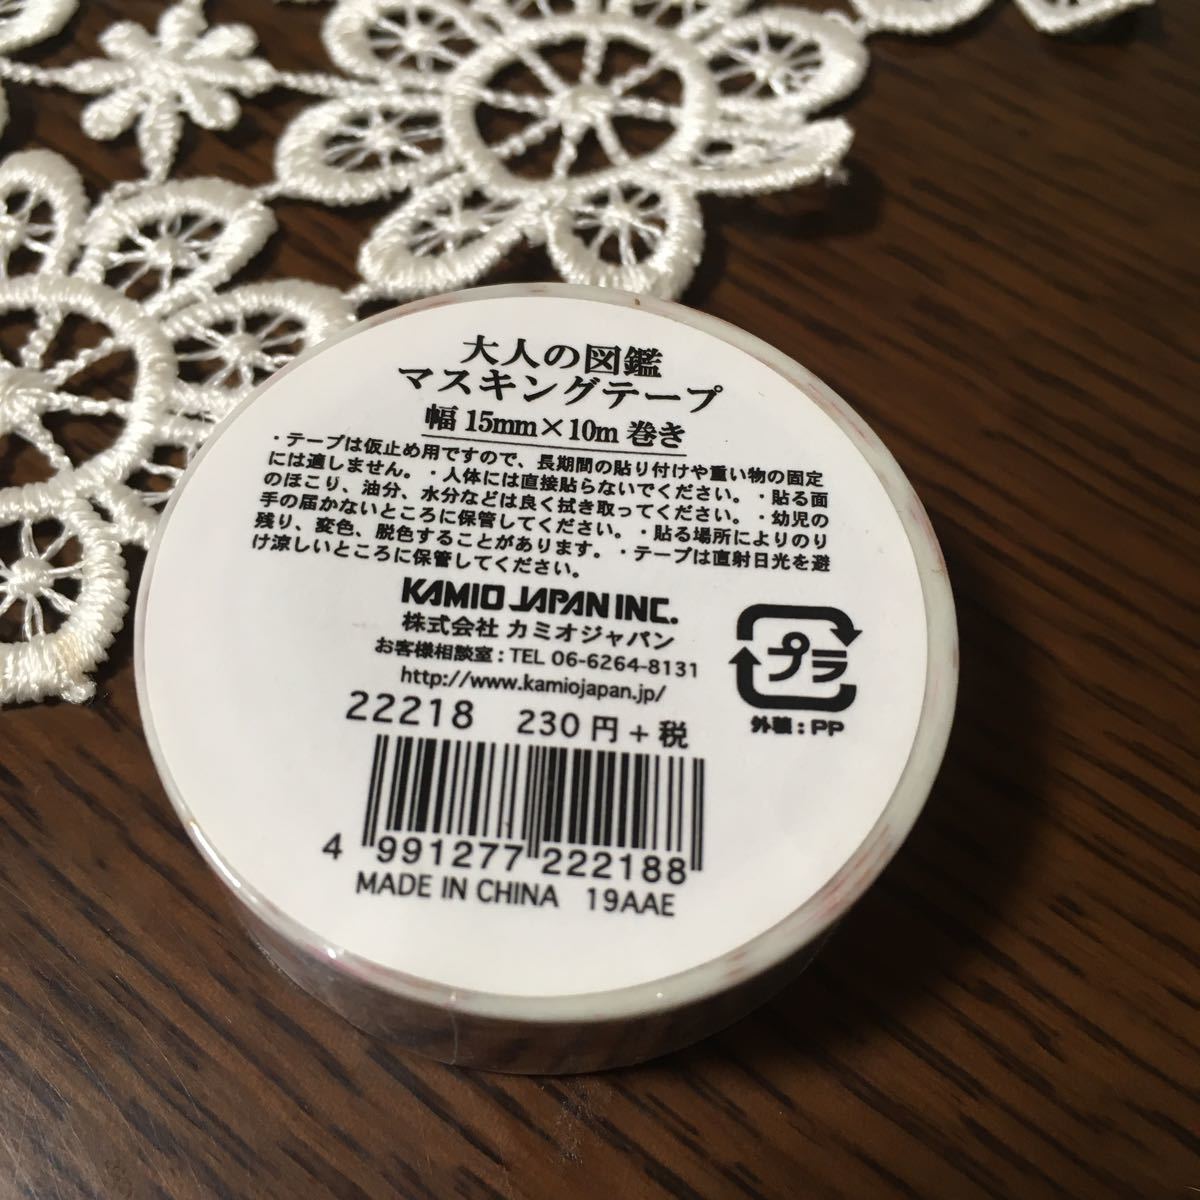 大人の図鑑
マスキングテープ
幅 15mm×10m 巻き
・テープは仮止め用ですので、長期間の貼り付けや重い物の固定
には適しません。・人体には直接貼らないでください。・貼る面
のほこり、油分、水分などは良く拭き取ってください。・幼児の
手の届かないところに保管してください。・貼る場所によりのり
残り、変色、脱色することがあります。・テープは直射日光を避
け涼しいところに保管してください。
KAMIO JAPAN INC.
株式会社 カミオジャパン
お客様相談室：TEL 06-6264-8131
http://www.kamiojapan.jp/
プラ
外装：PP
22218 230円+税
4 991277 222188
MADE IN CHINA 19AAE